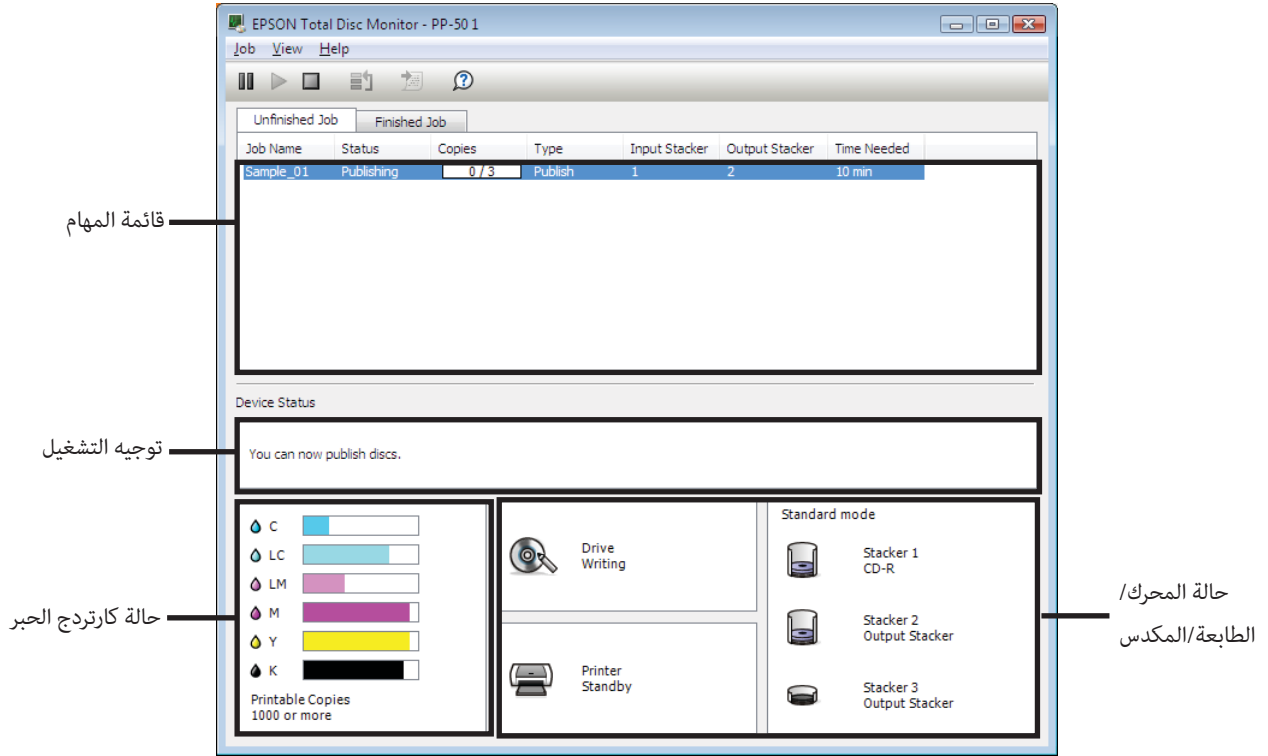 EPSON Total Disc Monitor - PP-50 1
Job View Help
Unfinished Job Finished Job
Job Name Status Copies Type Input Stacker Output Stacker Time Needed
Sample_01 Publishing 0 / 3 Publish 1 2 10 min
قائمة المهام
Device Status
توجيه التشغيل
You can now publish discs.
حالة كارتردج الحبر
C
LC
LM
M
Y
K
Printable Copies
1000 or more
Drive
Writing
Printer
Standby
Standard mode
Stacker 1
CD-R
Stacker 2
Output Stacker
Stacker 3
Output Stacker
حالة المحرك/
الطابعة/المكدس